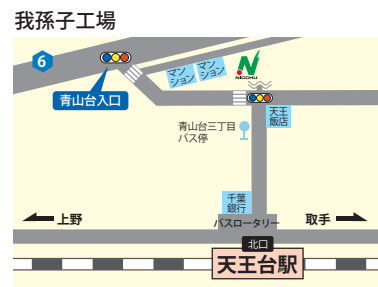 我孫子工場
6
マン
ション
マン
ション
NICCHU
青山台入口
天王
飯店
青山台三丁目
バス停
千葉
銀行
上野
バスロータリー
取手
北口
天王台駅